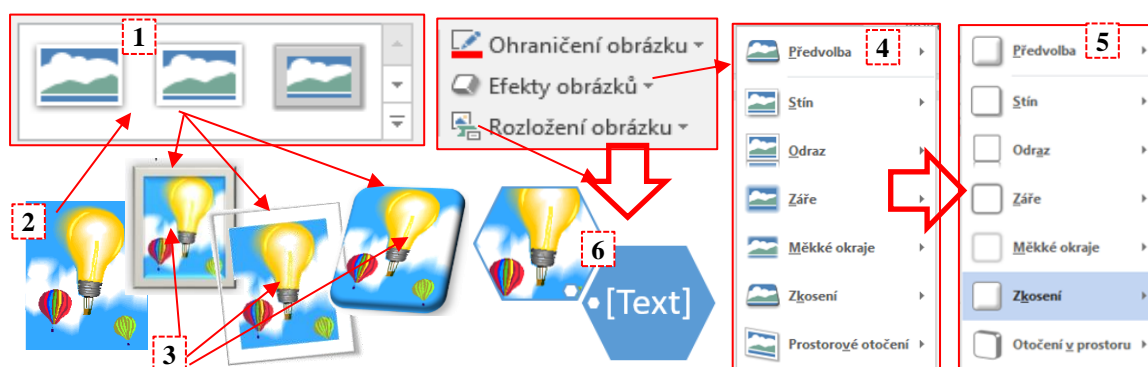 1
Ohraničení obrázku
Efekty obrázků
Rozložení obrázku
2
3
6
[Text]
4
Předvolba
Stín
Odraz
Záře
Měkké okraje
Zkosení
Prostorové otočení
5
Předvolba
Stín
Odraz
Záře
Měkké okraje
Zkosení
Otočení v prostoru